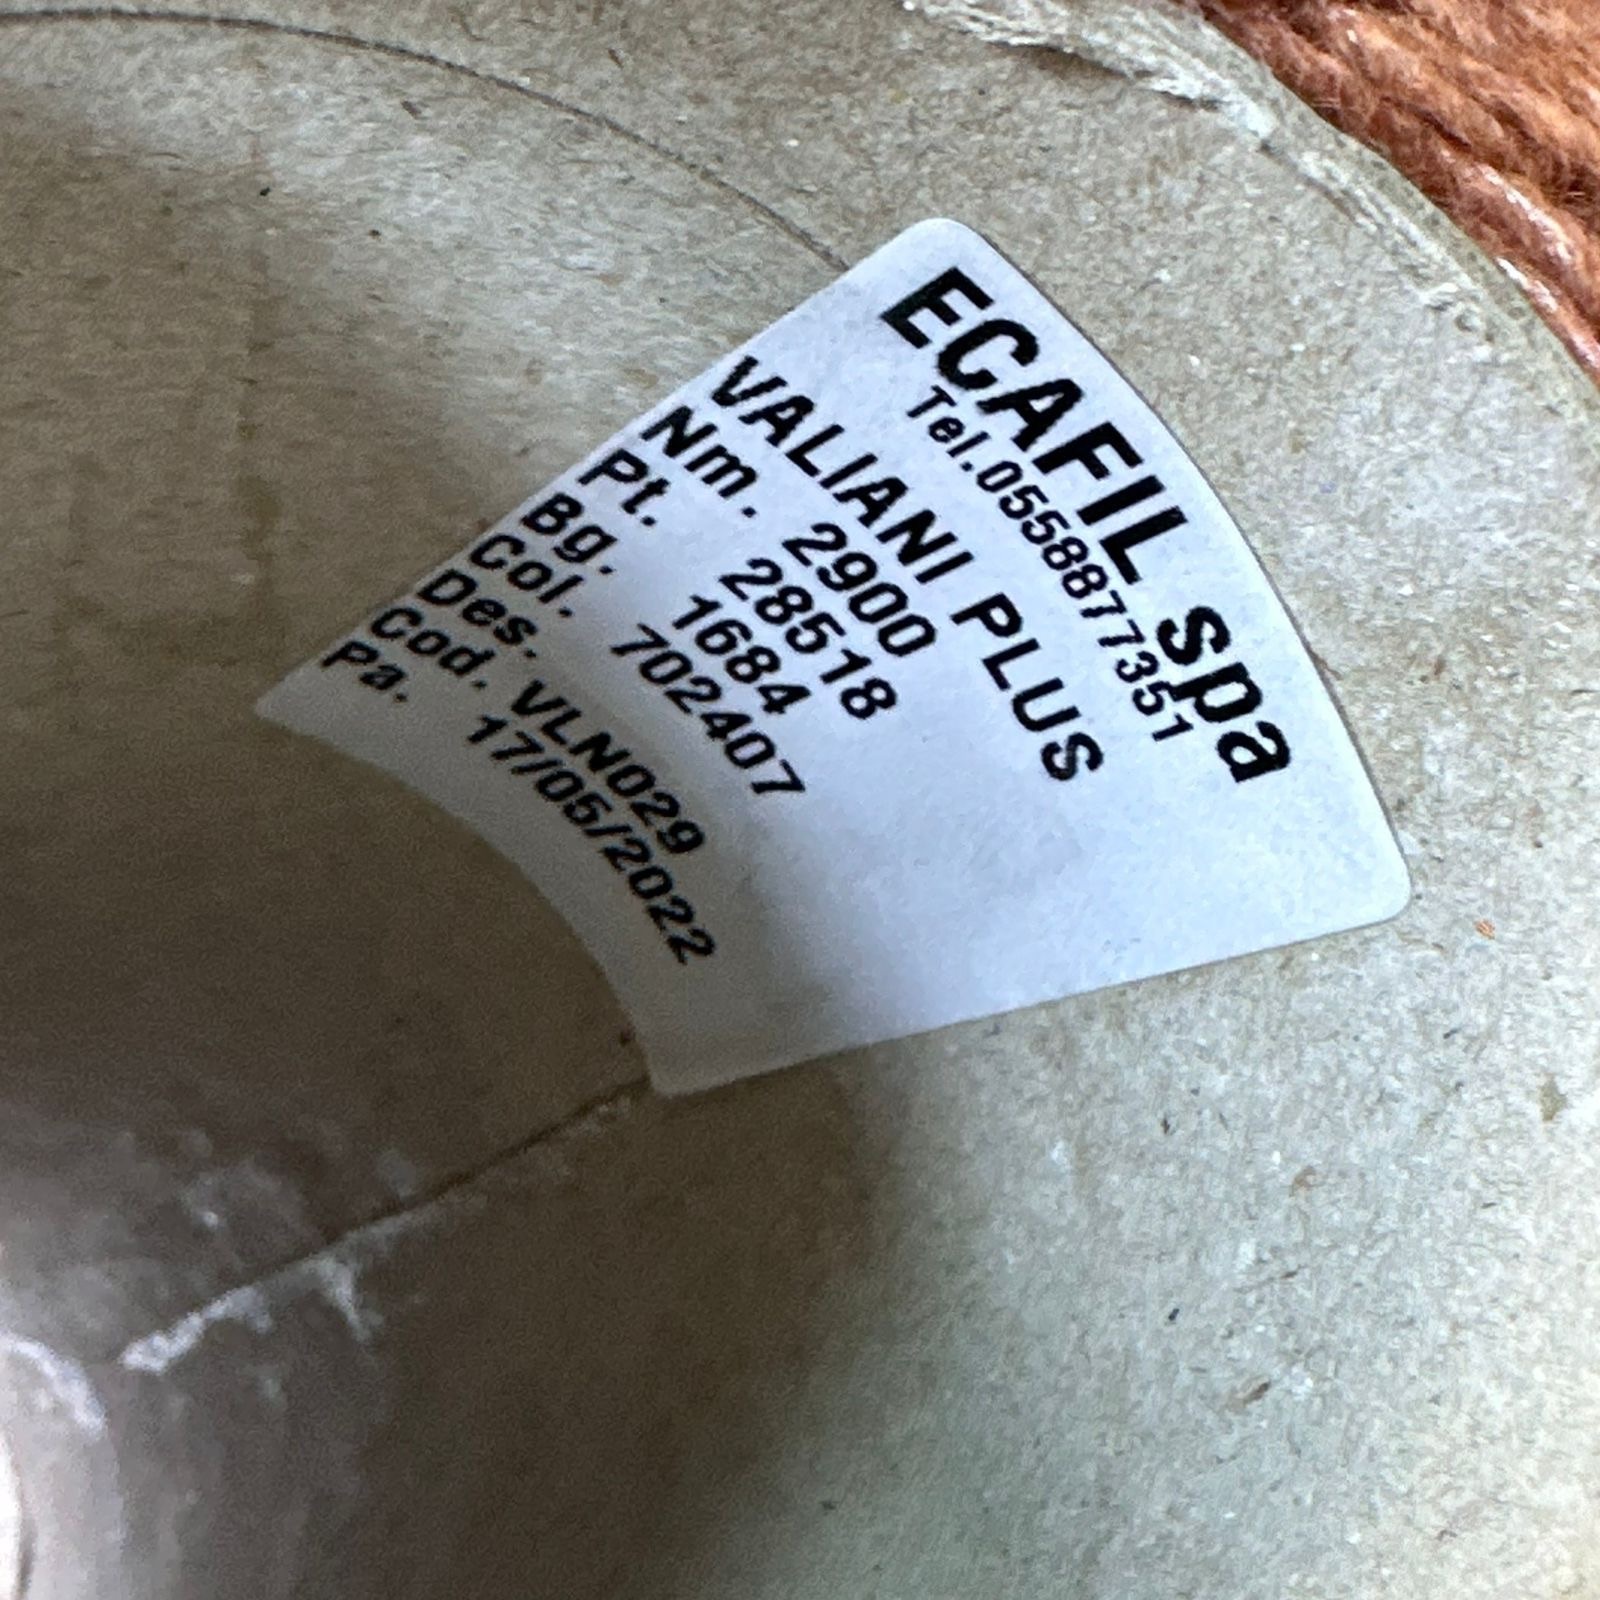 ECAFIL spa
Tel.0558877351
VALIANI PLUS
Nm. 2900
Pt. 28518
Bg. 1684
Col. 702407
Des.
Cod. VLN029
Pa. 17/05/2022